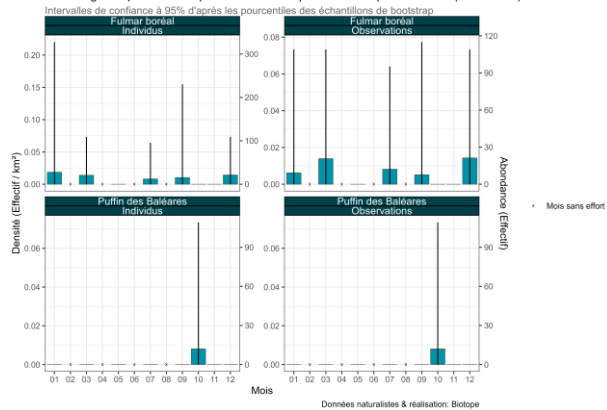 Intervalles de confiance à 95% d'après les pourcentiles des échantillons de bootstrap
Fulmar boréal
Individus
Fulmar boréal
Observations
0.20
0.15
0.10
0.05
0.00
300
200
100
0
0.08
0.06
0.04
0.02
0.00
120
90
60
30
0
Puffin des Baléares
Individus
Puffin des Baléares
Observations
0.06
0.04
0.02
0.00
90
60
30
0
0.06
0.04
0.02
0.00
90
60
30
0
01 02 03 04 05 06 07 08 09 10 11 12
01 02 03 04 05 06 07 08 09 10 11 12
Densité (Effectif / km²)
Abondance (Effectif)
Mois
× Mois sans effort
Données naturalistes & réalisation: Biotope